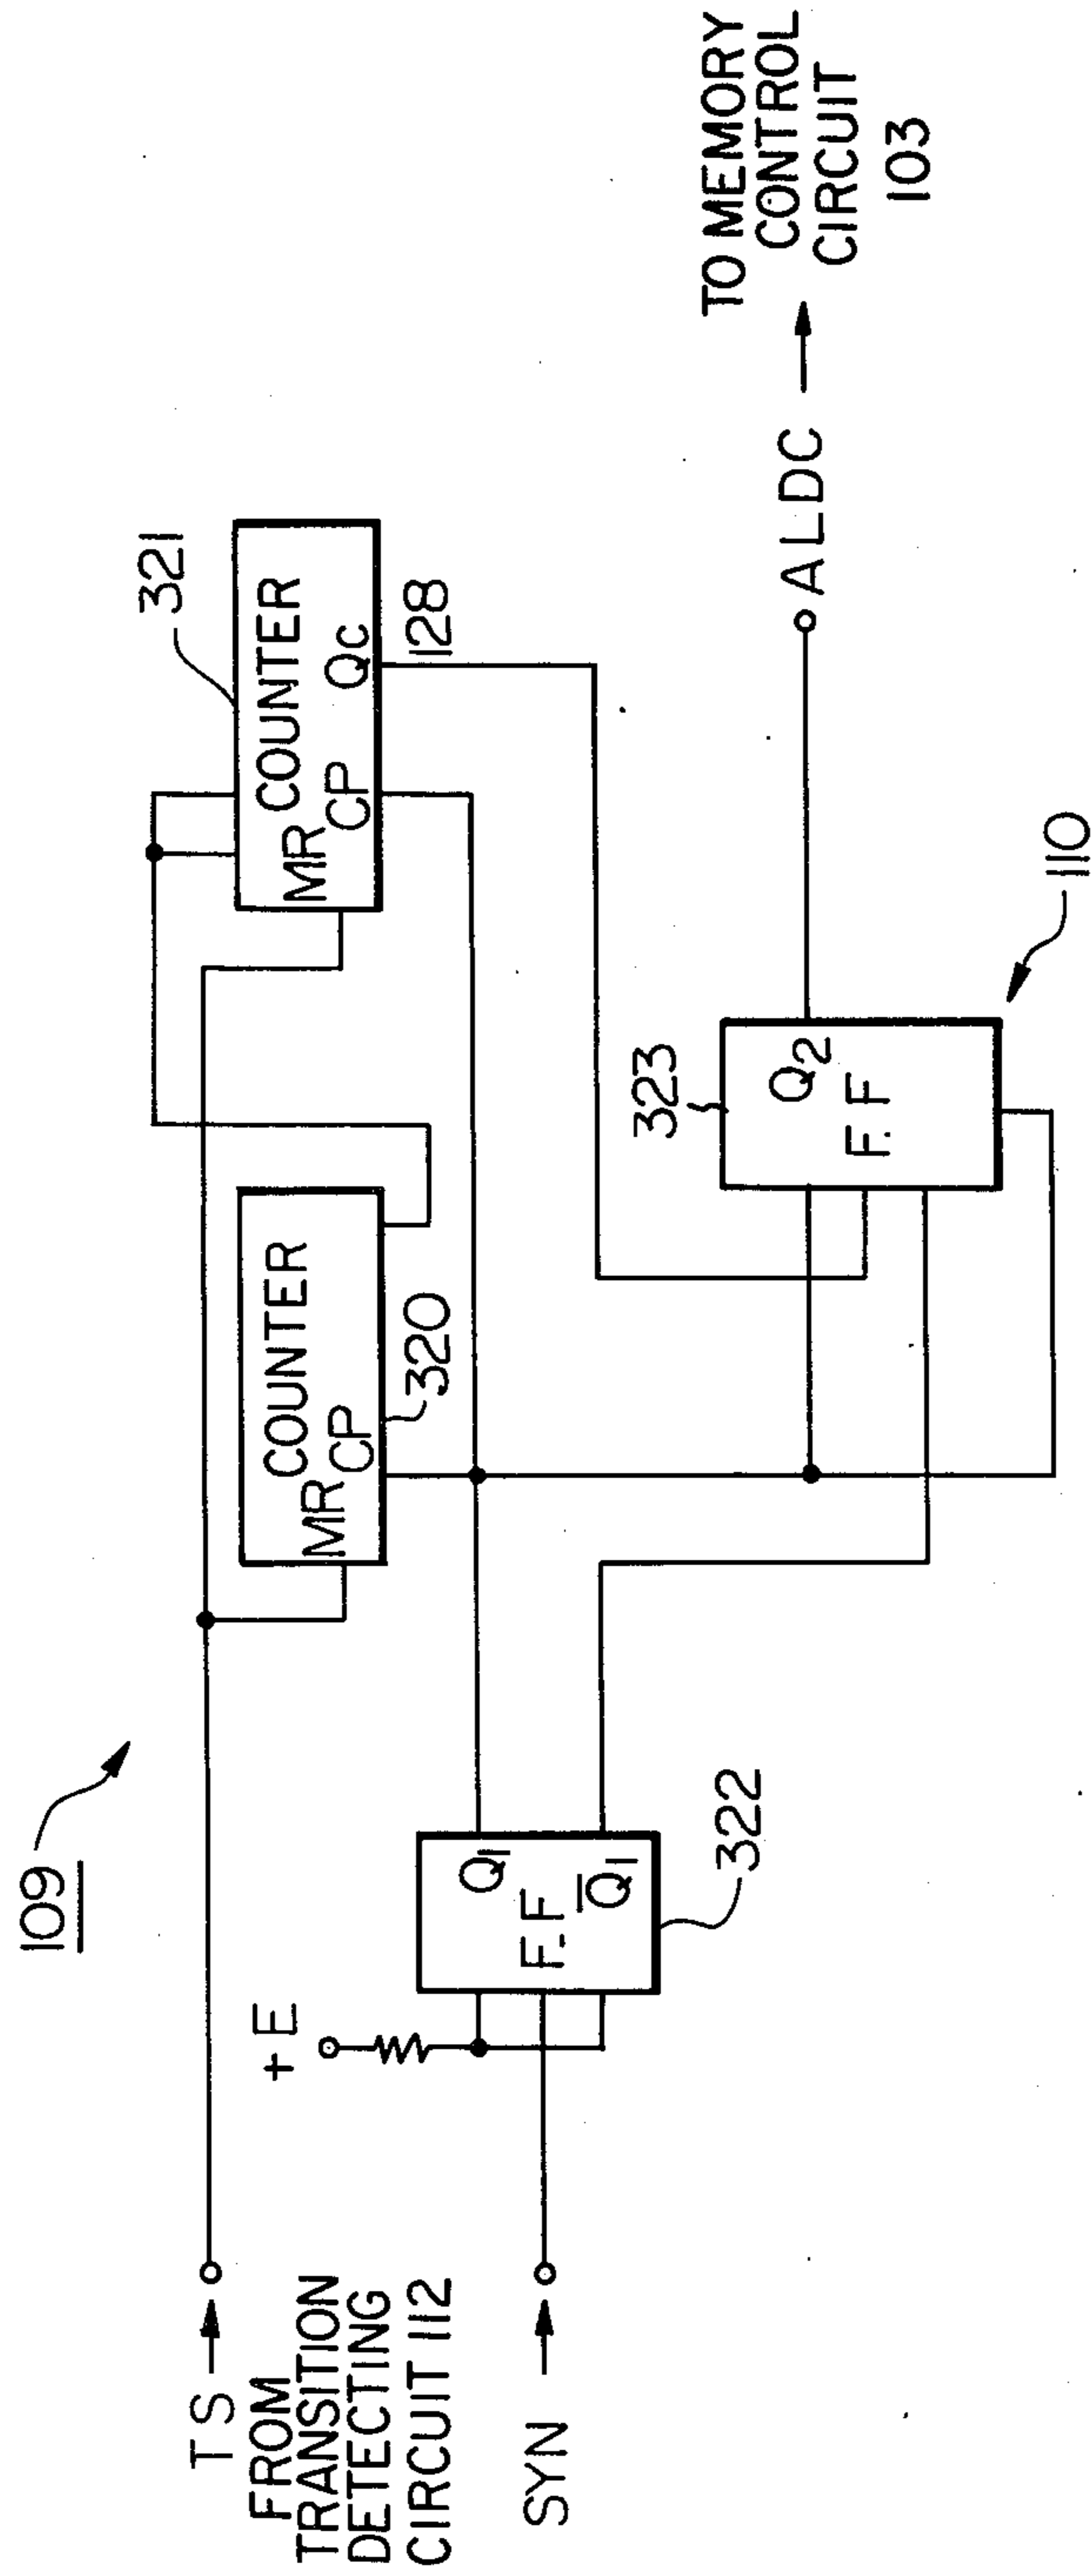 109
TS
FROM
TRANSITION
DETECTING
CIRCUIT 112
SYN
+E
Q1
F.F
Q̅1
322
COUNTER
MR
CP
320
COUNTER
MR
CP
QC
321
128
323
Q2
F.F
110
ALDC
TO MEMORY
CONTROL
CIRCUIT
103